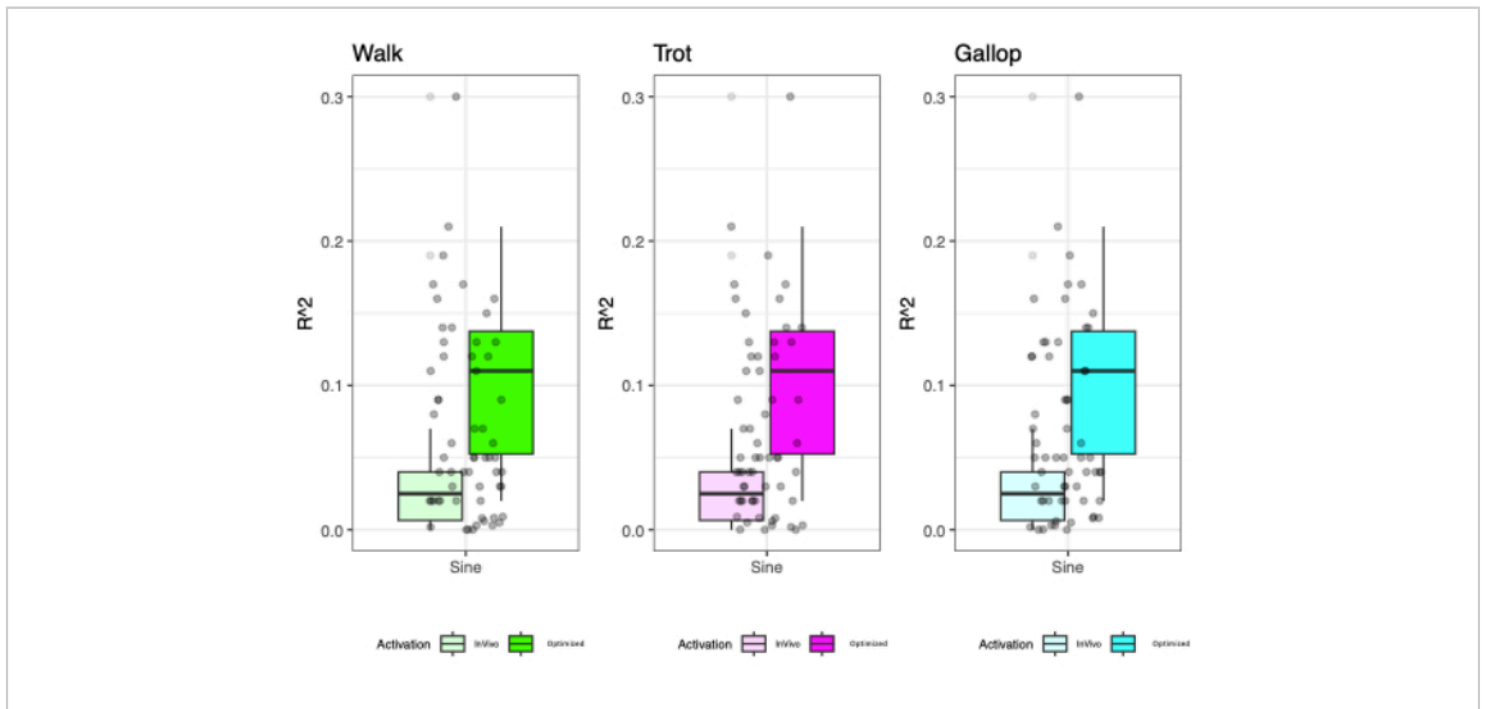 Walk Trot Gallop
0.3 0.3 0.3
0.2 0.2 0.2
R^2 R^2 R^2
0.1 0.1 0.1
0.0 0.0 0.0
Sine Sine Sine
Activation InVivo Optimized Activation InVivo Optimized Activation InVivo Optimized